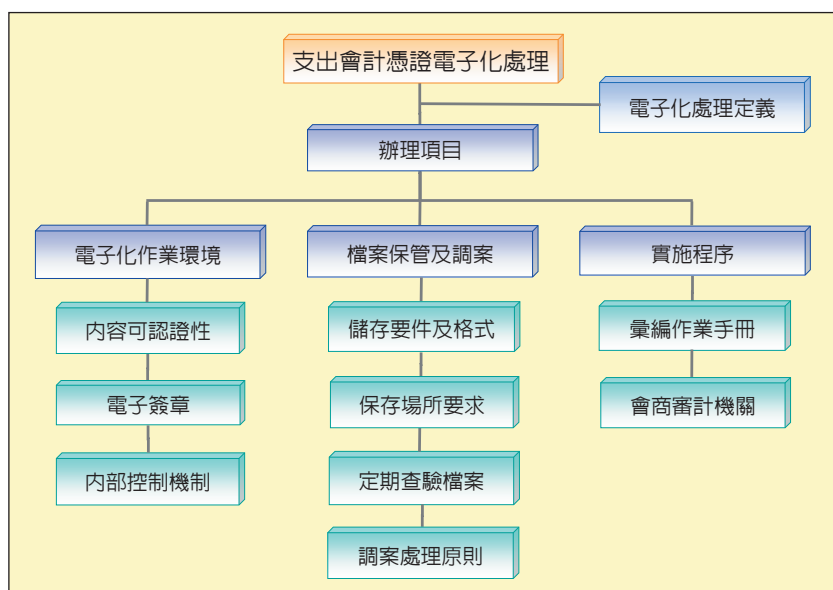 支出會計憑證電子化處理
電子化處理定義
辦理項目
電子化作業環境
檔案保管及調案
實施程序
內容可認證性
儲存要件及格式
彙編作業手冊
電子簽章
保存場所要求
會商審計機關
內部控制機制
定期查驗檔案
調案處理原則